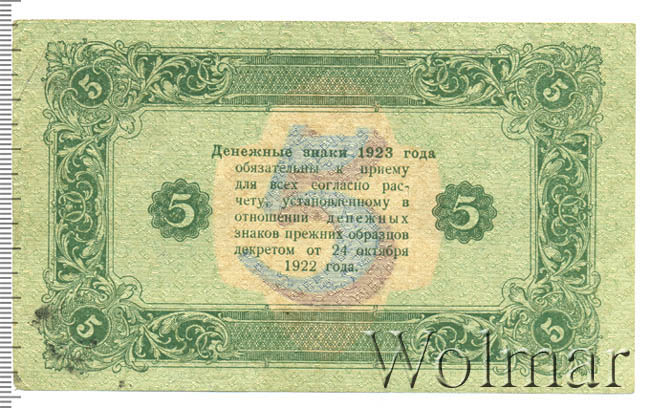 5 5
Денежные знаки 1923 года
обязательны к приему
для всех согласно рас-
чету, установленному в
5 5 5
отношении денежных
знаков прежних образцов
декретом от 24 октября
1922 года.
5 5
Wolmar